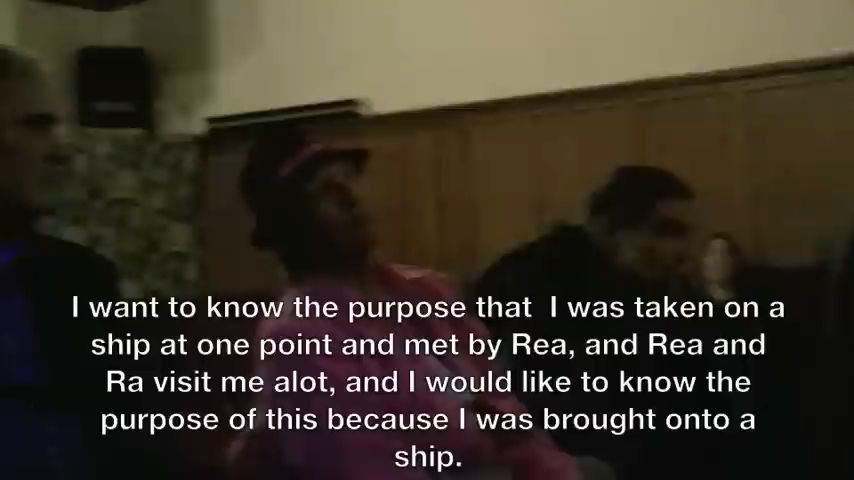 I want to know the purpose that  I was taken on a
ship at one point and met by Rea, and Rea and
Ra visit me alot, and I would like to know the
purpose of this because I was brought onto a
ship.